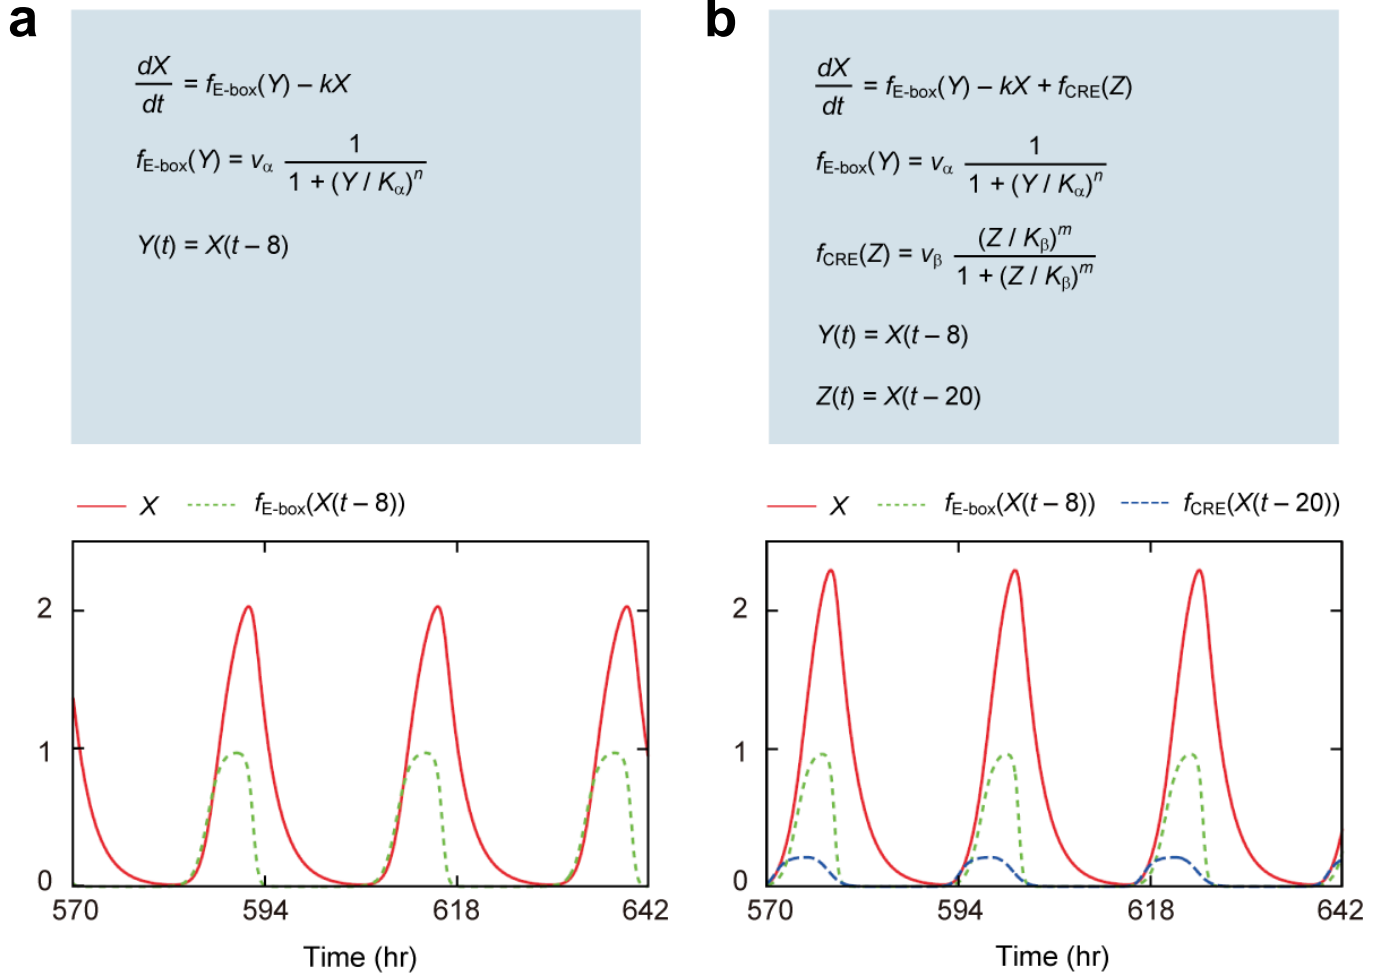 a
dX/dt = fE-box(Y) – kX
fE-box(Y) = vα 1 / (1 + (Y / Kα)^n)
Y(t) = X(t – 8)
X fE-box(X(t – 8))
2
1
0
570 594 618 642
Time (hr)
b
dX/dt = fE-box(Y) – kX + fCRE(Z)
fE-box(Y) = vα 1 / (1 + (Y / Kα)^n)
fCRE(Z) = vβ (Z / Kβ)^m / (1 + (Z / Kβ)^m)
Y(t) = X(t – 8)
Z(t) = X(t – 20)
X fE-box(X(t – 8)) fCRE(X(t – 20))
2
1
0
570 594 618 642
Time (hr)